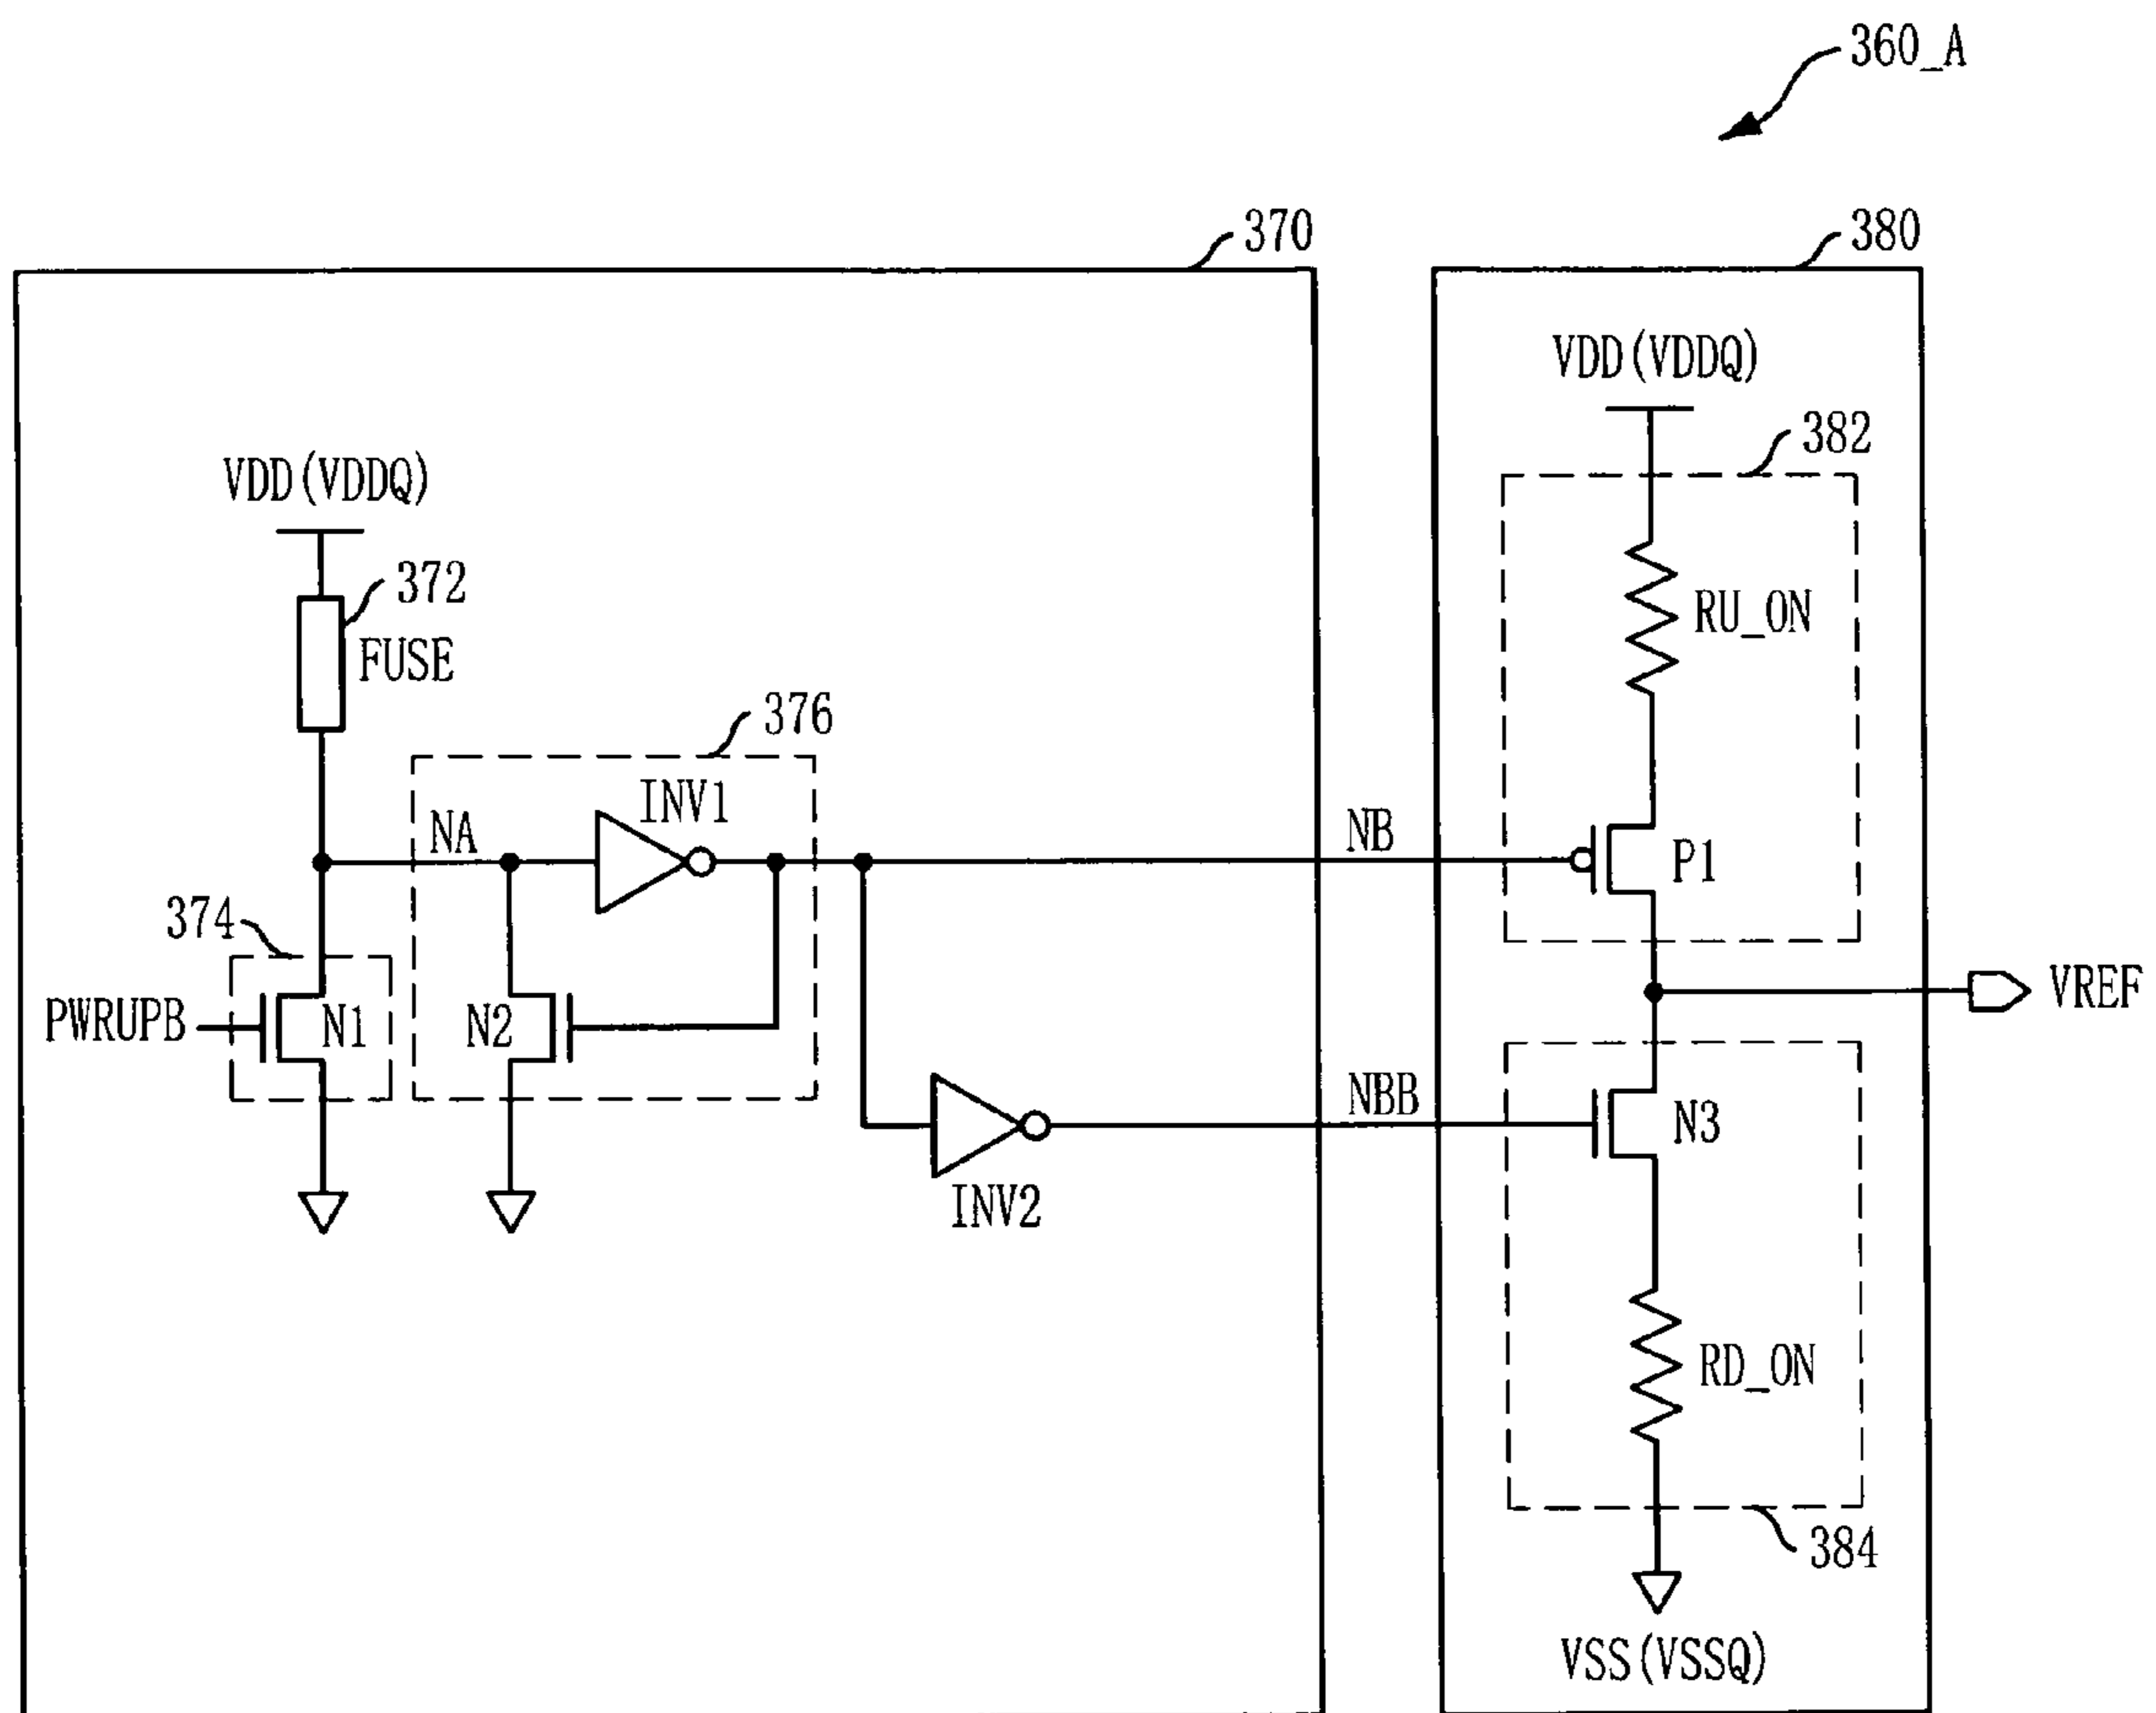 360_A
370
380
VDD(VDDQ)
382
VDD(VDDQ)
372
RU_ON
FUSE
376
INV1
NA
NB
P1
374
PWRUPB
N1
N2
VREF
NBB
N3
INV2
RD_ON
384
VSS(VSSQ)